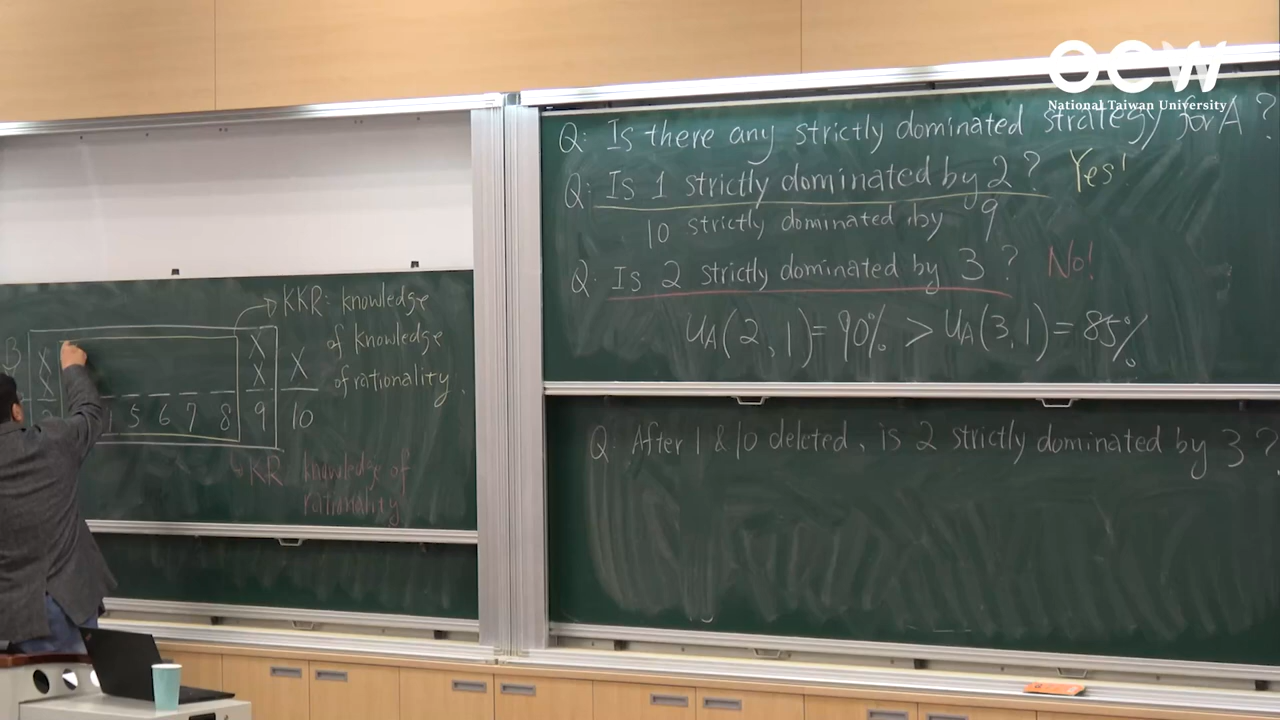 OCW
National Taiwan University
B
X X X
X X
5 6 7 8 9 10
KKR: knowledge
of knowledge
of rationality.
KR knowledge of
rationality
Q: Is there any strictly dominated strategy for A ?
Q: Is 1 strictly dominated by 2 ? Yes!
10 strictly dominated by 9
Q: Is 2 strictly dominated by 3 ? No!
U_A(2,1)=90% > U_A(3,1)=85%
Q: After 1 & 10 deleted, is 2 strictly dominated by 3 ?